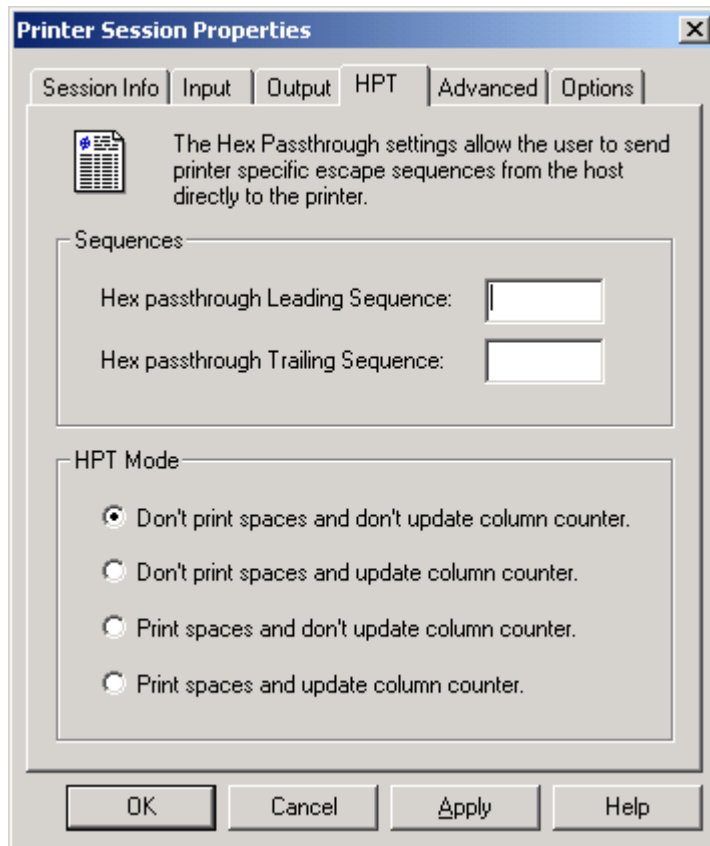 Printer Session Properties
Session Info Input Output HPT Advanced Options
The Hex Passthrough settings allow the user to send
printer specific escape sequences from the host
directly to the printer.
Sequences
Hex passthrough Leading Sequence:
Hex passthrough Trailing Sequence:
HPT Mode
Don't print spaces and don't update column counter.
Don't print spaces and update column counter.
Print spaces and don't update column counter.
Print spaces and update column counter.
OK Cancel Apply Help